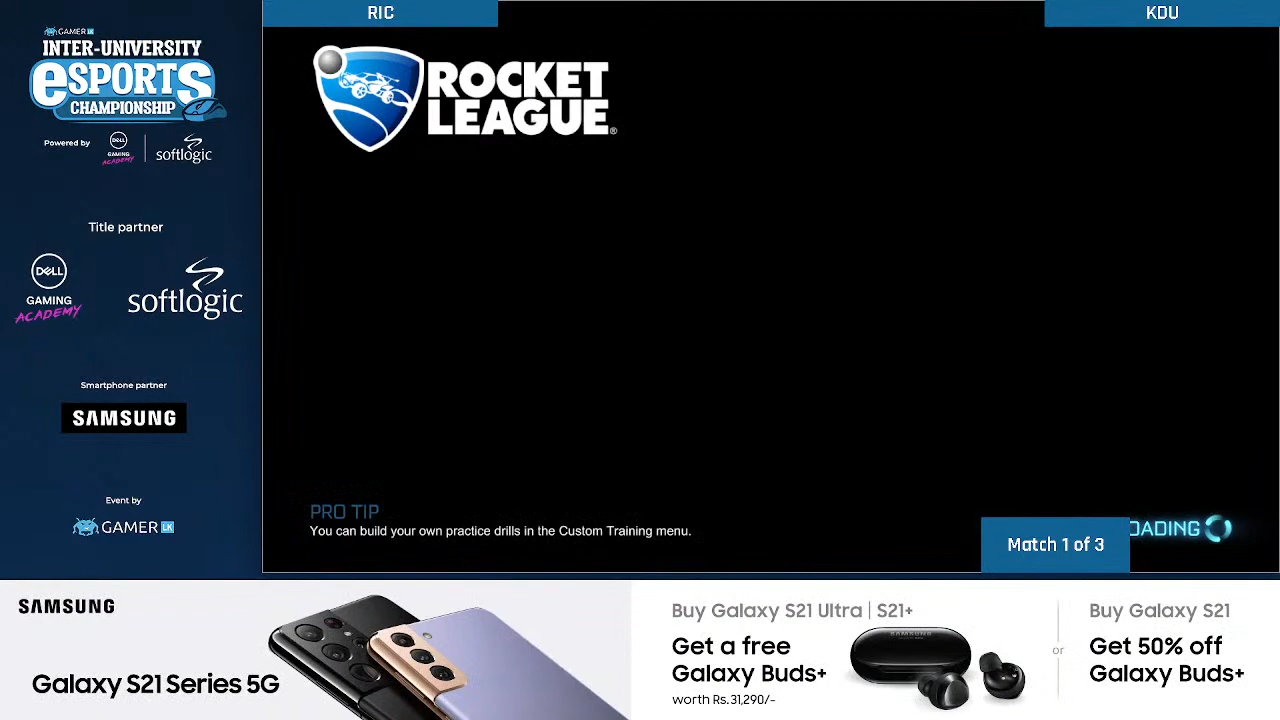 GAMER LK
INTER-UNIVERSITY
eSPORTS
CHAMPIONSHIP
Powered by
DELL
GAMING
ACADEMY
softlogic
Title partner
DELL
GAMING
ACADEMY
softlogic
Smartphone partner
SAMSUNG
Event by
GAMER LK
RIC
KDU
ROCKET
LEAGUE®
PRO TIP
You can build your own practice drills in the Custom Training menu.
OADING
Match 1 of 3
SAMSUNG
Galaxy S21 Series 5G
Buy Galaxy S21 Ultra | S21+
Get a free
Galaxy Buds+
worth Rs. 31,290/-
SAMSUNG
or
Buy Galaxy S21
Get 50% off
Galaxy Buds+